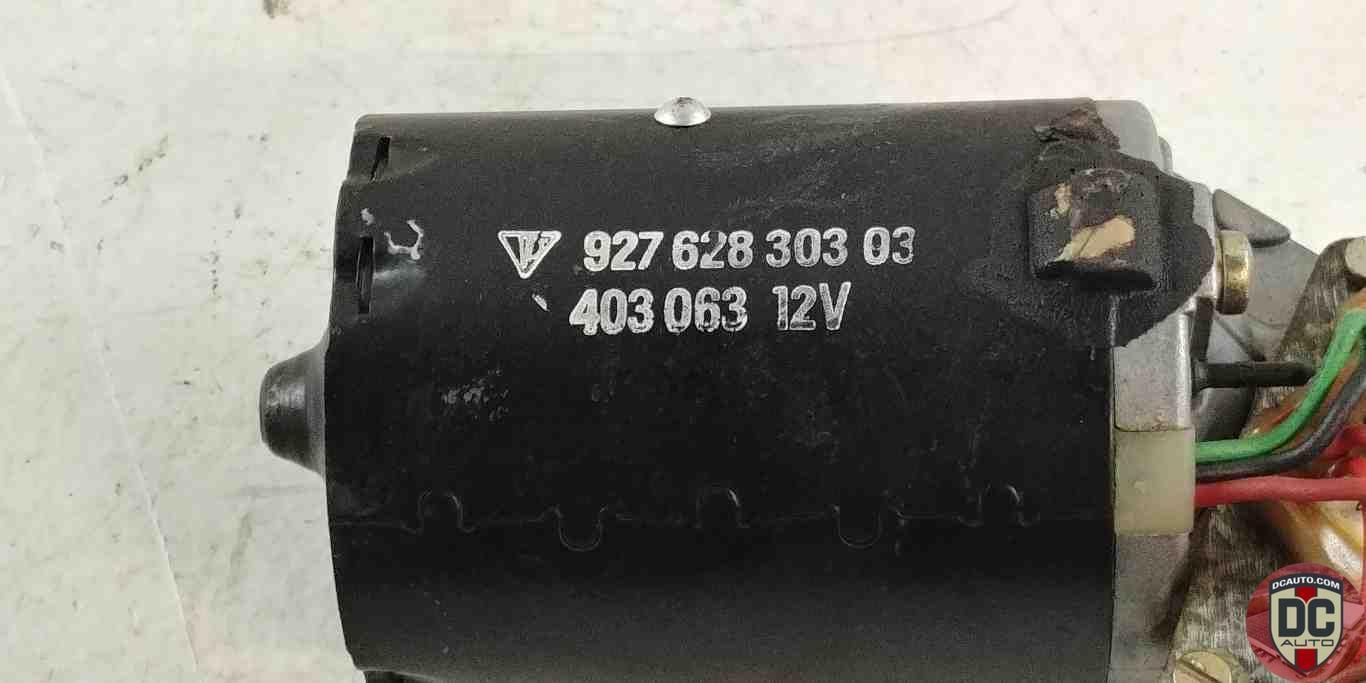 927 628 303 03
403 063 12V
DCAUTO.COM
DC
AUTO